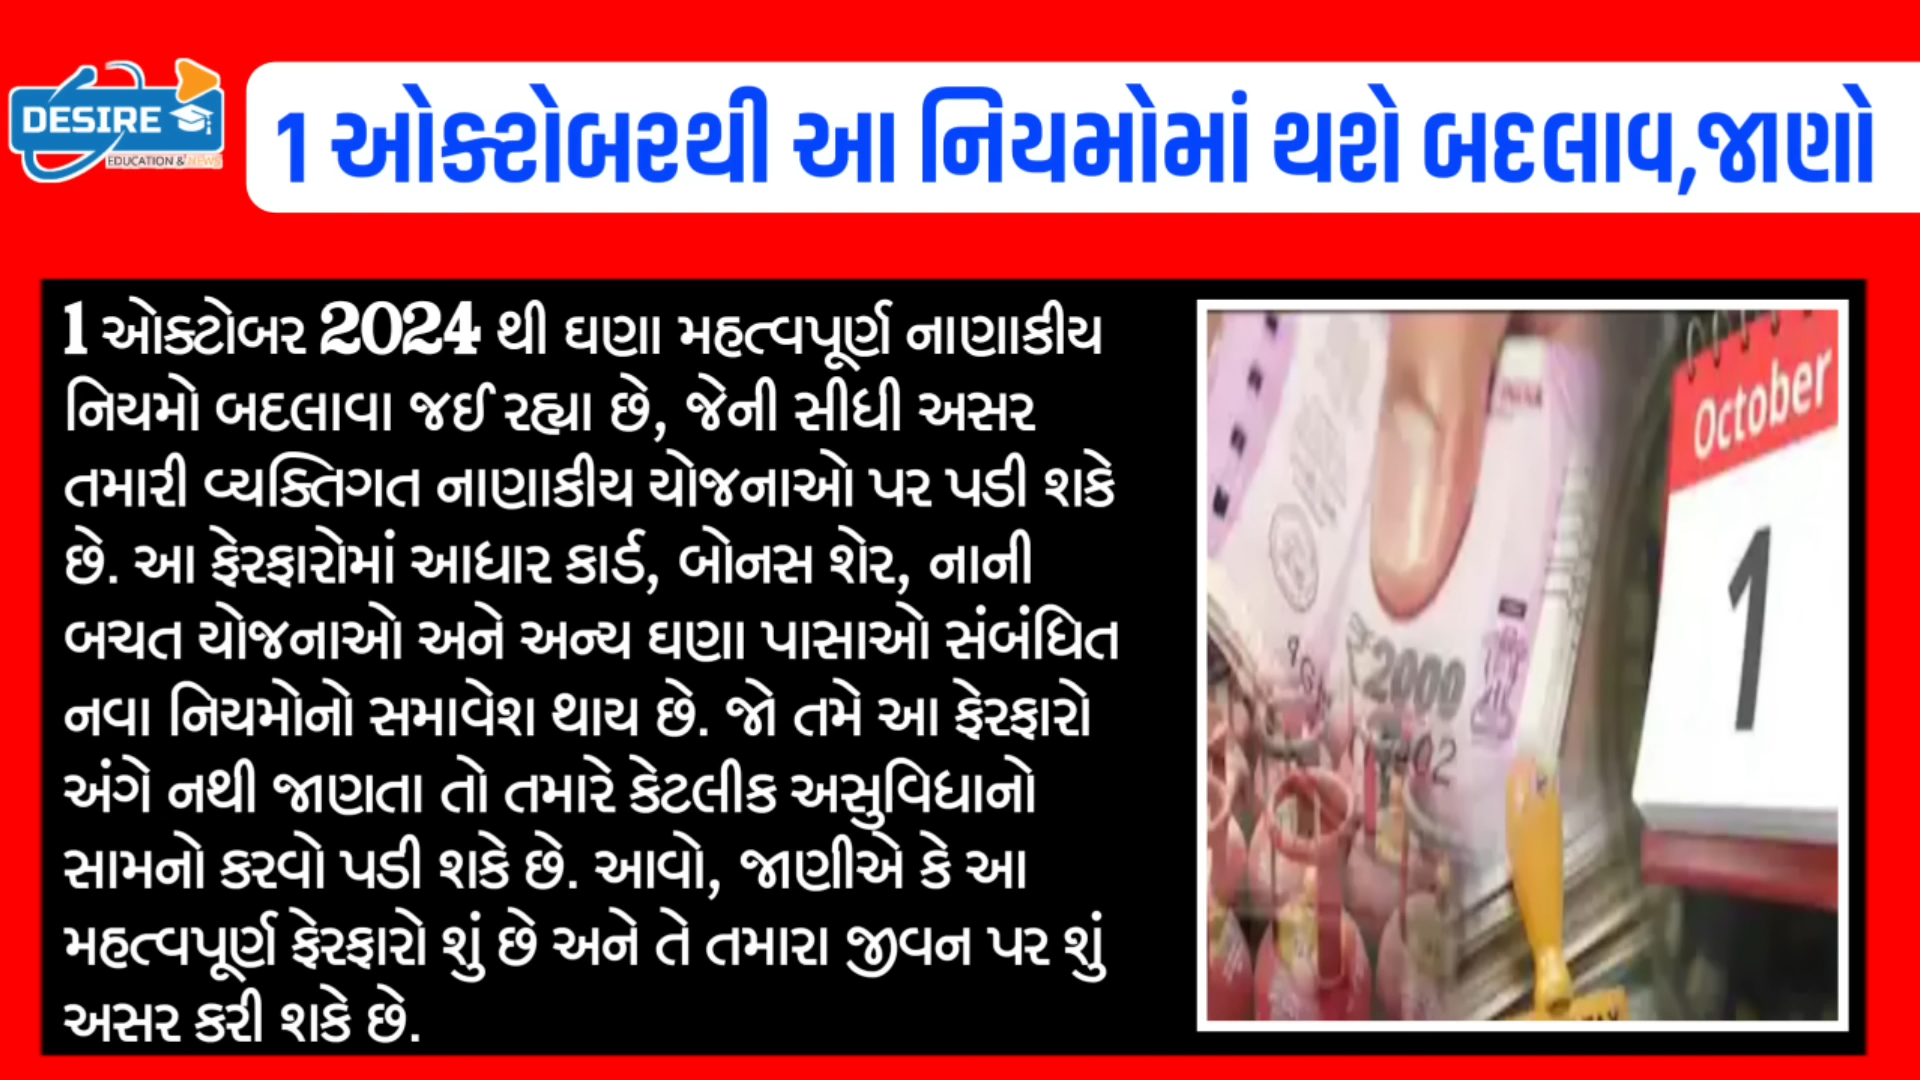 DESIRE
EDUCATION & NEWS
1 ઓક્ટોબરથી આ નિયમોમાં થશે બદલાવ,જાણો
1 ઓક્ટોબર 2024 થી ઘણા મહત્વપૂર્ણ નાણાકીય
નિયમો બદલાવા જઈ રહ્યા છે, જેની સીધી અસર
તમારી વ્યક્તિગત નાણાકીય યોજનાઓ પર પડી શકે
છે. આ ફેરફારોમાં આધાર કાર્ડ, બોનસ શેર, નાની
બચત યોજનાઓ અને અન્ય ઘણા પાસાઓ સંબંધિત
નવા નિયમોનો સમાવેશ થાય છે. જો તમે આ ફેરફારો
અંગે નથી જાણતા તો તમારે કેટલીક અસુવિધાનો
સામનો કરવો પડી શકે છે. આવો, જાણીએ કે આ
મહત્વપૂર્ણ ફેરફારો શું છે અને તે તમારા જીવન પર શું
અસર કરી શકે છે.
October
1
₹2000